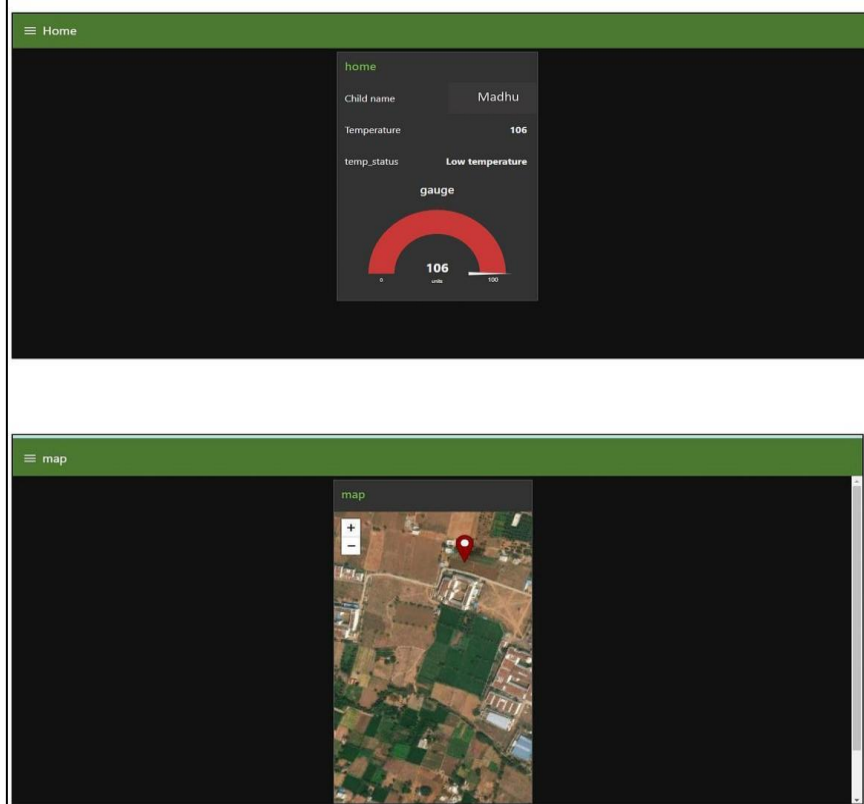 Home
home
Child name Madhu
Temperature 106
temp_status Low temperature
gauge
106
0 units 100
map
map
+
−